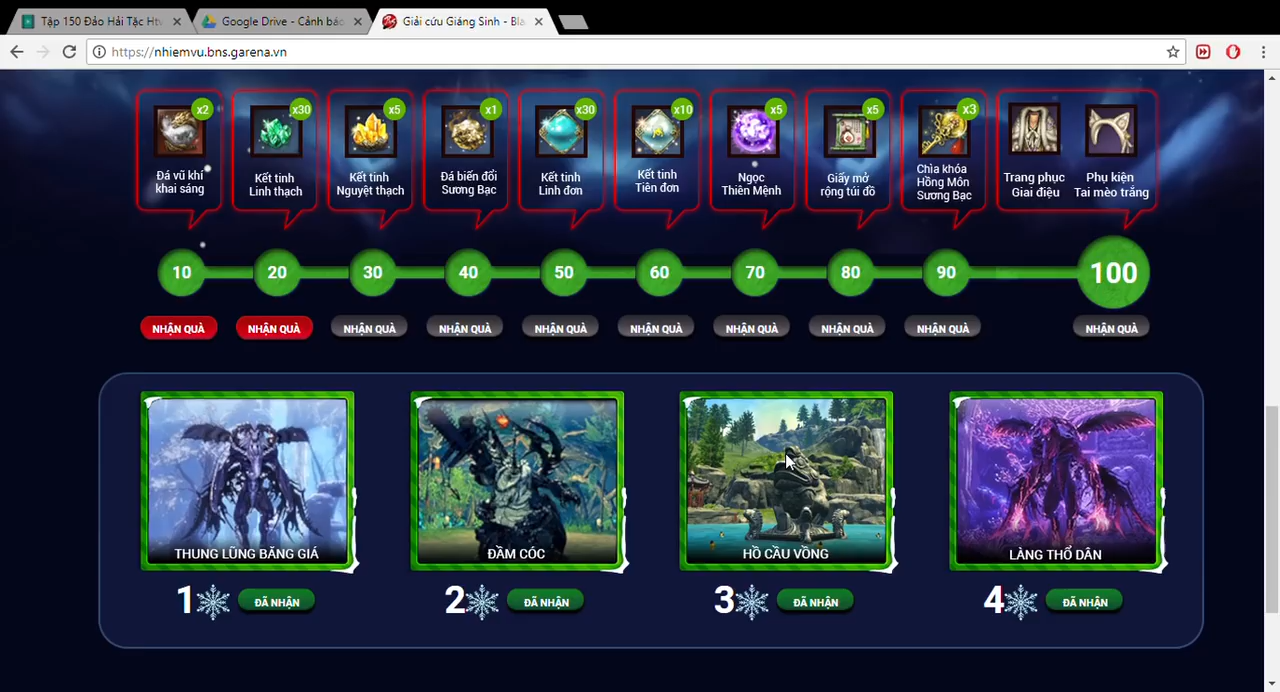 Tập 150 Đảo Hải Tặc Htv
Google Drive - Cảnh báo
Giải cứu Giáng Sinh - Bla
https://nhiemvu.bns.garena.vn
x2
x30
x5
x1
x30
x10
x5
x5
x3
Đá vũ khí
khai sáng
Kết tinh
Linh thạch
Kết tinh
Nguyệt thạch
Đá biến đổi
Sương Bạc
Kết tinh
Linh đơn
Kết tinh
Tiên đơn
Ngọc
Thiên Mệnh
Giấy mở
rộng túi đồ
Chìa khóa
Hồng Môn
Sương Bạc
Trang phục
Giai điệu
Phụ kiện
Tai mèo trắng
10 20 30 40 50 60 70 80 90 100
NHẬN QUÀ NHẬN QUÀ NHẬN QUÀ NHẬN QUÀ NHẬN QUÀ NHẬN QUÀ NHẬN QUÀ NHẬN QUÀ NHẬN QUÀ NHẬN QUÀ
THUNG LŨNG BĂNG GIÁ
ĐẦM CÓC
HỒ CẦU VỒNG
LÀNG THỔ DÂN
1 ĐÃ NHẬN
2 ĐÃ NHẬN
3 ĐÃ NHẬN
4 ĐÃ NHẬN